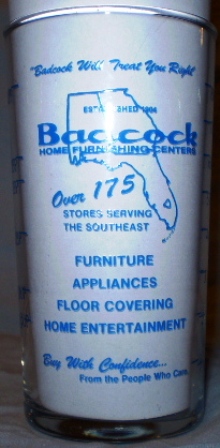 "Badcock Will Treat You Right"
ESTABLISHED 1904
Badcock
HOME FURNISHING CENTERS
Over 175
STORES SERVING
THE SOUTHEAST
FURNITURE
APPLIANCES
FLOOR COVERING
HOME ENTERTAINMENT
Buy With Confidence...
From the People Who Care.